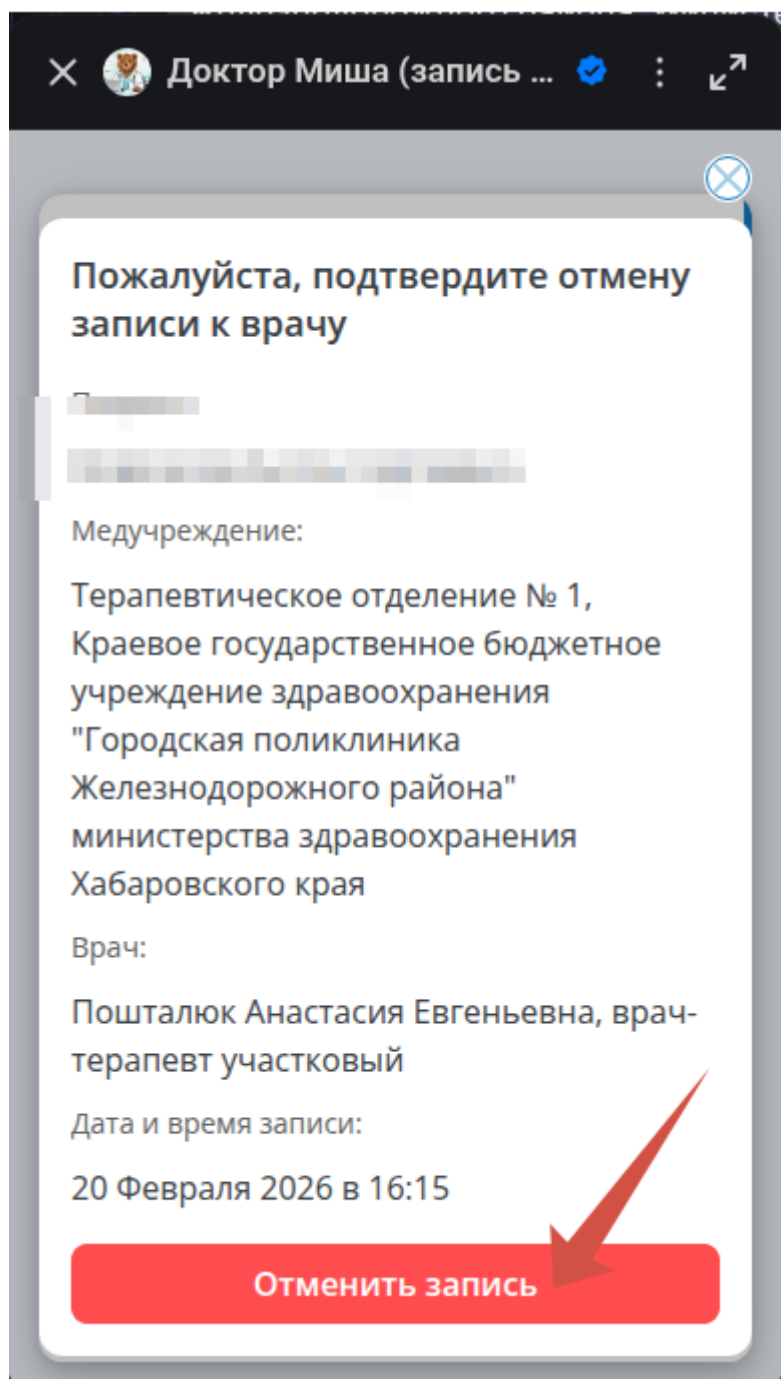 Доктор Миша (запись ...
Пожалуйста, подтвердите отмену
записи к врачу
Медучреждение:
Терапевтическое отделение № 1,
Краевое государственное бюджетное
учреждение здравоохранения
"Городская поликлиника
Железнодорожного района"
министерства здравоохранения
Хабаровского края
Врач:
Пошталюк Анастасия Евгеньевна, врач-
терапевт участковый
Дата и время записи:
20 Февраля 2026 в 16:15
Отменить запись